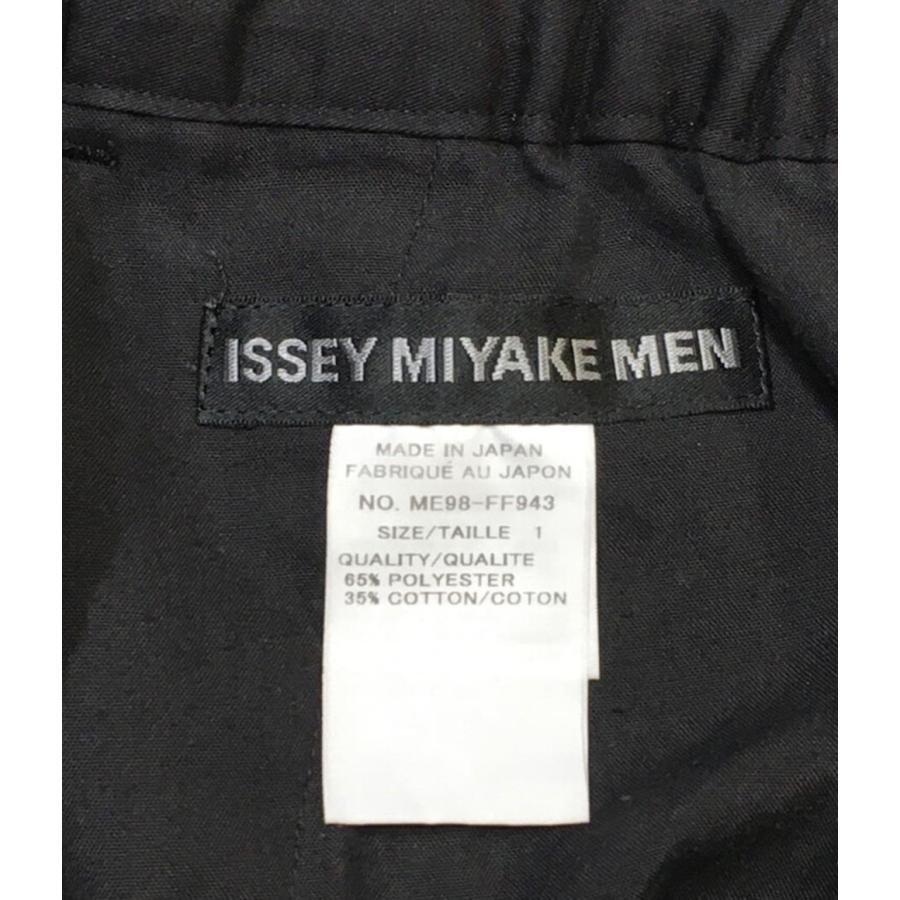 ISSEY MIYAKE MEN
MADE IN JAPAN
FABRIQUÉ AU JAPON
NO. ME98-FF943
SIZE/TAILLE 1
QUALITY/QUALITE
65% POLYESTER
35% COTTON/COTON